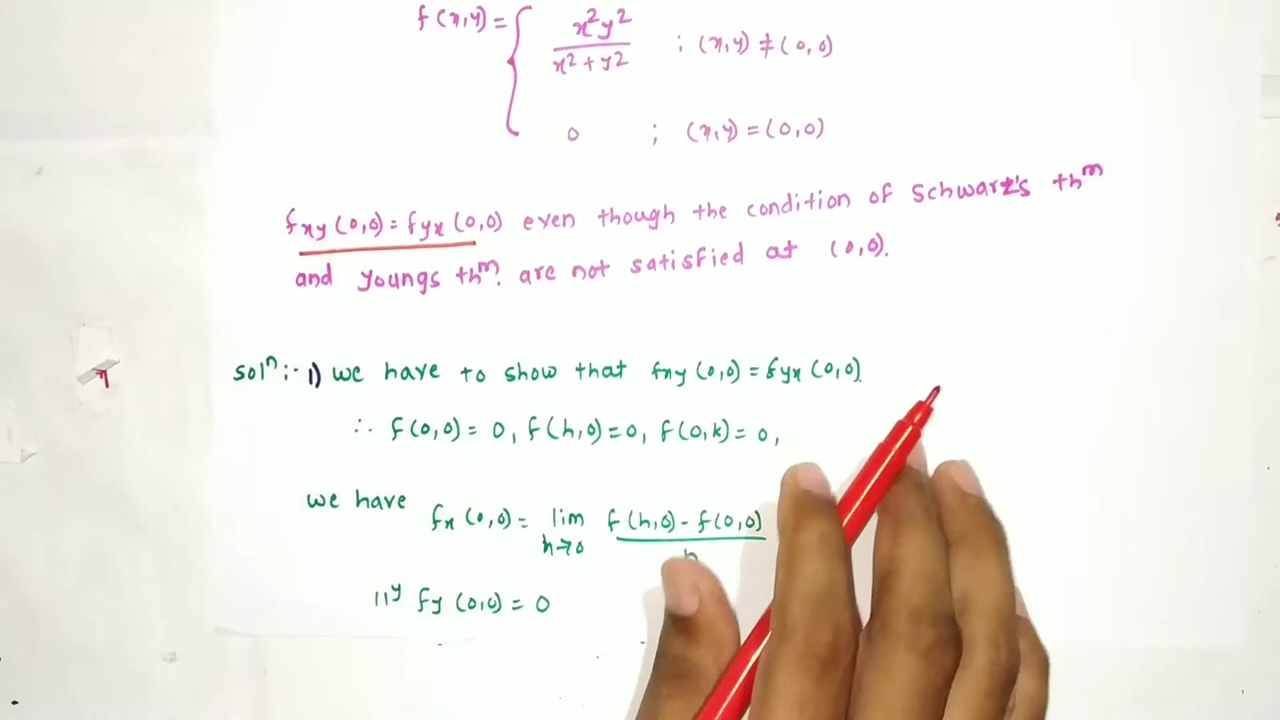 f(x,y) = { x²y² / x²+y² ; (x,y) ≠ (0,0)
0 ; (x,y) = (0,0)
fxy (0,0) = fyx (0,0) even though the condition of Schwartz's thm
and Youngs thm. are not satisfied at (0,0).
solⁿ:- 1) we have to show that fxy (0,0) = fyx (0,0).
∴ f(0,0) = 0, f(h,0) = 0, f(0,k) = 0,
we have fx (0,0) = lim h→0 f(h,0) - f(0,0) / h
11y fy (0,0) = 0